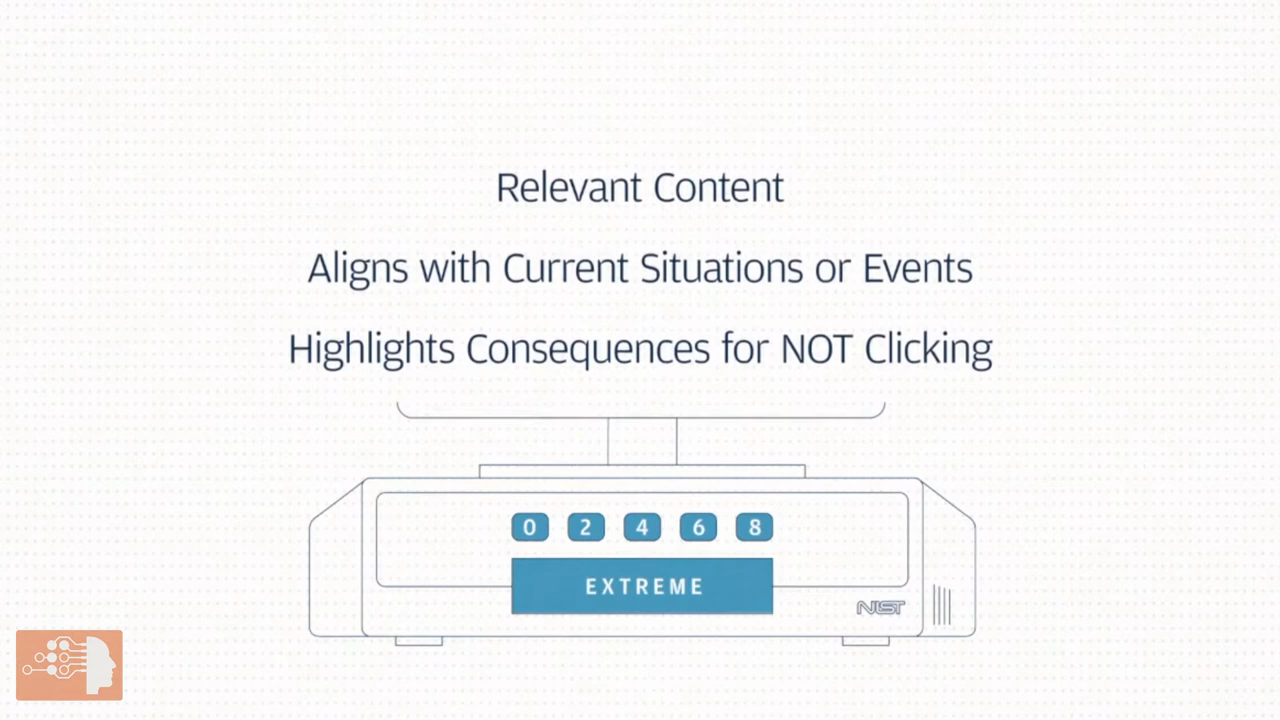 Relevant Content
Aligns with Current Situations or Events
Highlights Consequences for NOT Clicking
0 2 4 6 8
EXTREME
NIST